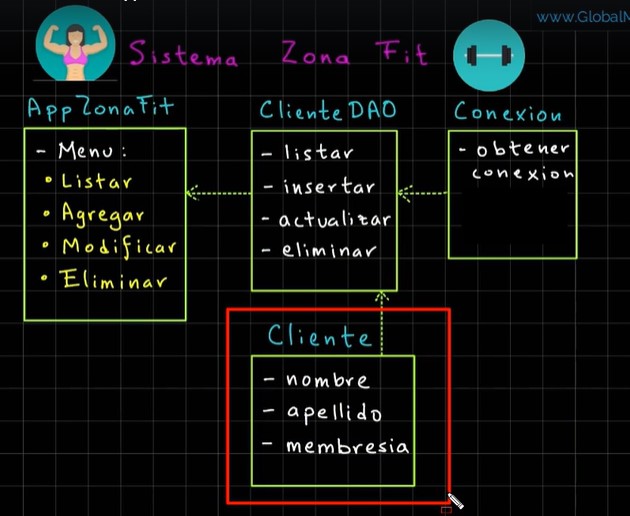 www.GlobalM
Sistema Zona Fit
AppZonaFit
- Menu:
• Listar
• Agregar
• Modificar
• Eliminar
ClienteDAO
- listar
- insertar
- actualizar
- eliminar
Conexion
- obtener
conexion
Cliente
- nombre
- apellido
- membresia